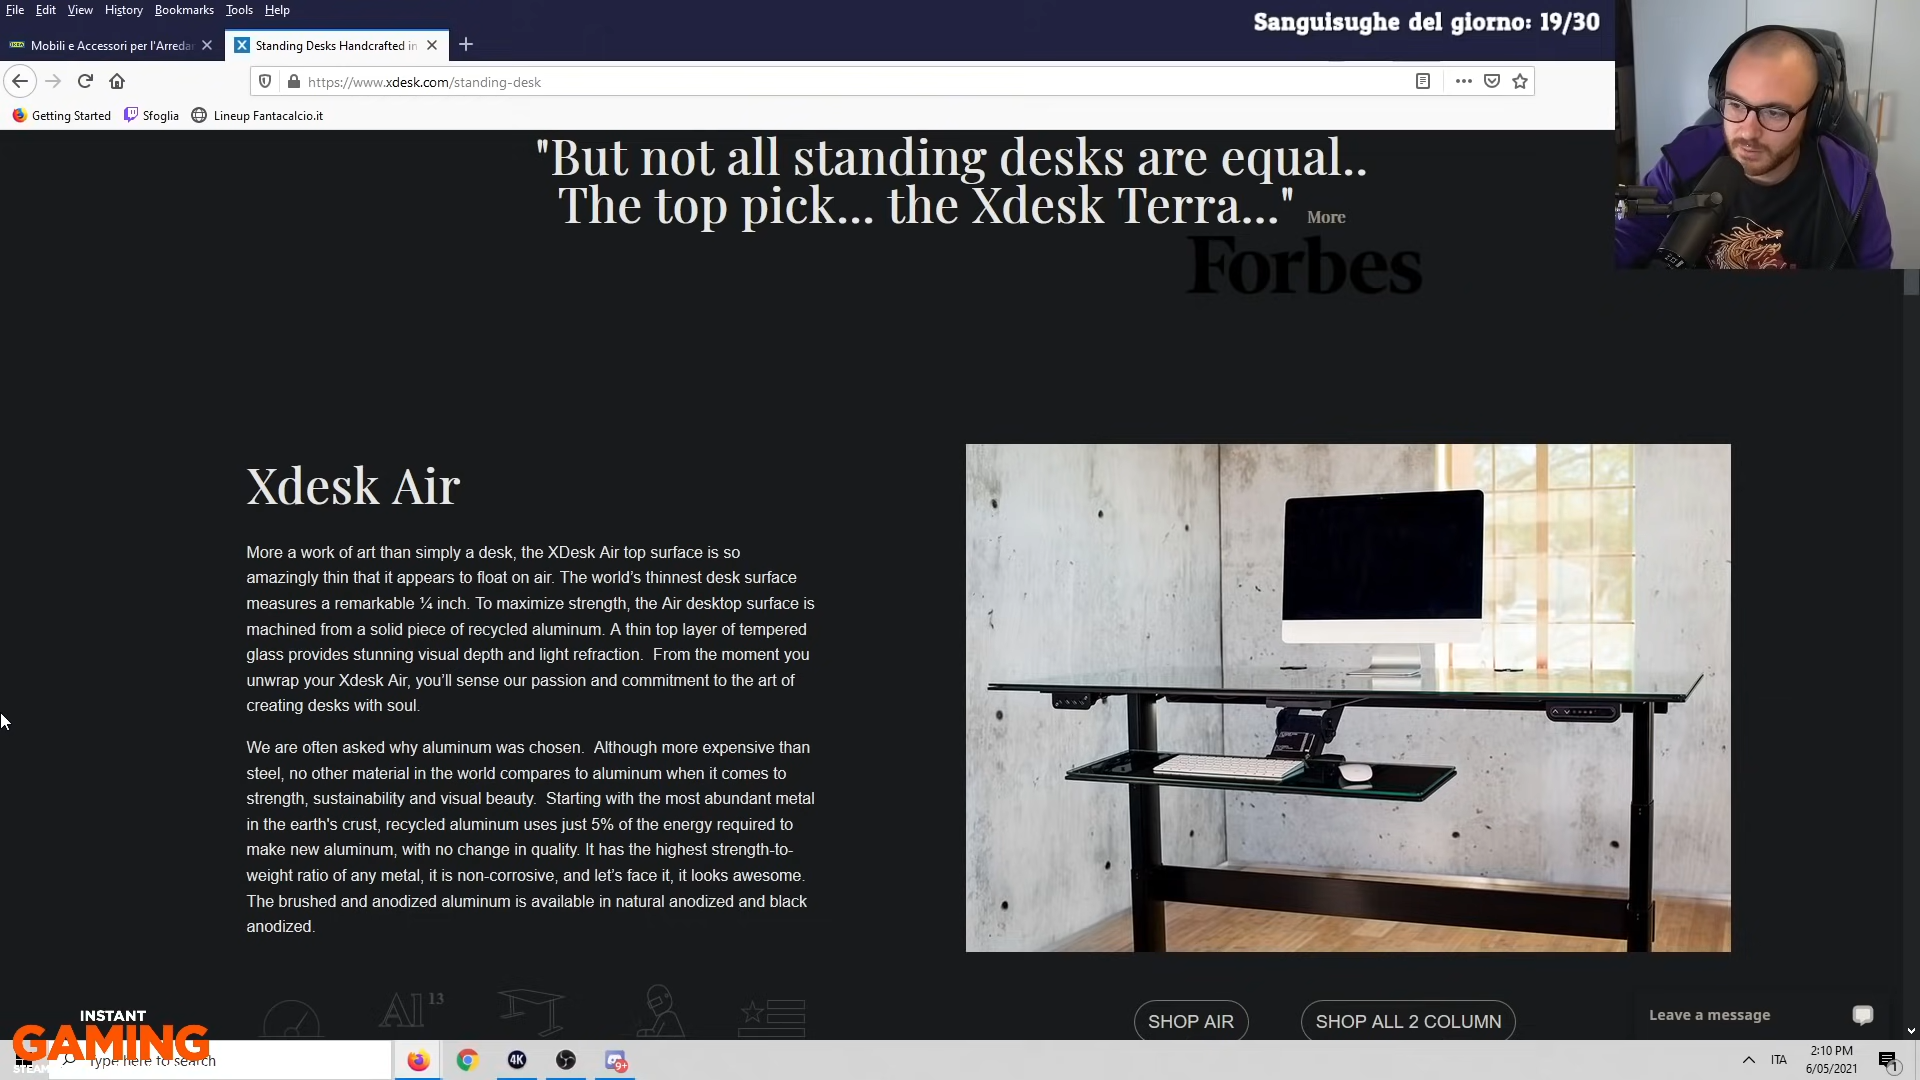 File Edit View History Bookmarks Tools Help
Sanguisughe del giorno: 19/30
Mobili e Accessori per l'Arreda
Standing Desks Handcrafted in
https://www.xdesk.com/standing-desk
Getting Started Sfoglia Lineup Fantacalcio.it
"But not all standing desks are equal..
The top pick... the Xdesk Terra..." More
Forbes
Xdesk Air
More a work of art than simply a desk, the XDesk Air top surface is so
amazingly thin that it appears to float on air. The world’s thinnest desk surface
measures a remarkable ¼ inch. To maximize strength, the Air desktop surface is
machined from a solid piece of recycled aluminum. A thin top layer of tempered
glass provides stunning visual depth and light refraction. From the moment you
unwrap your Xdesk Air, you’ll sense our passion and commitment to the art of
creating desks with soul.
We are often asked why aluminum was chosen. Although more expensive than
steel, no other material in the world compares to aluminum when it comes to
strength, sustainability and visual beauty. Starting with the most abundant metal
in the earth's crust, recycled aluminum uses just 5% of the energy required to
make new aluminum, with no change in quality. It has the highest strength-to-
weight ratio of any metal, it is non-corrosive, and let’s face it, it looks awesome.
The brushed and anodized aluminum is available in natural anodized and black
anodized.
Al 13
SHOP AIR
SHOP ALL 2 COLUMN
Leave a message
INSTANT
GAMING
Type here to search
4K
9+
ITA
2:10 PM
6/05/2021
1